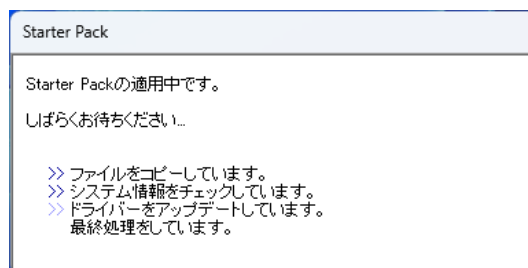 Starter Pack
Starter Packの適用中です。
しばらくお待ちください...
>> ファイルをコピーしています。
>> システム情報をチェックしています。
>> ドライバーをアップデートしています。
最終処理をしています。